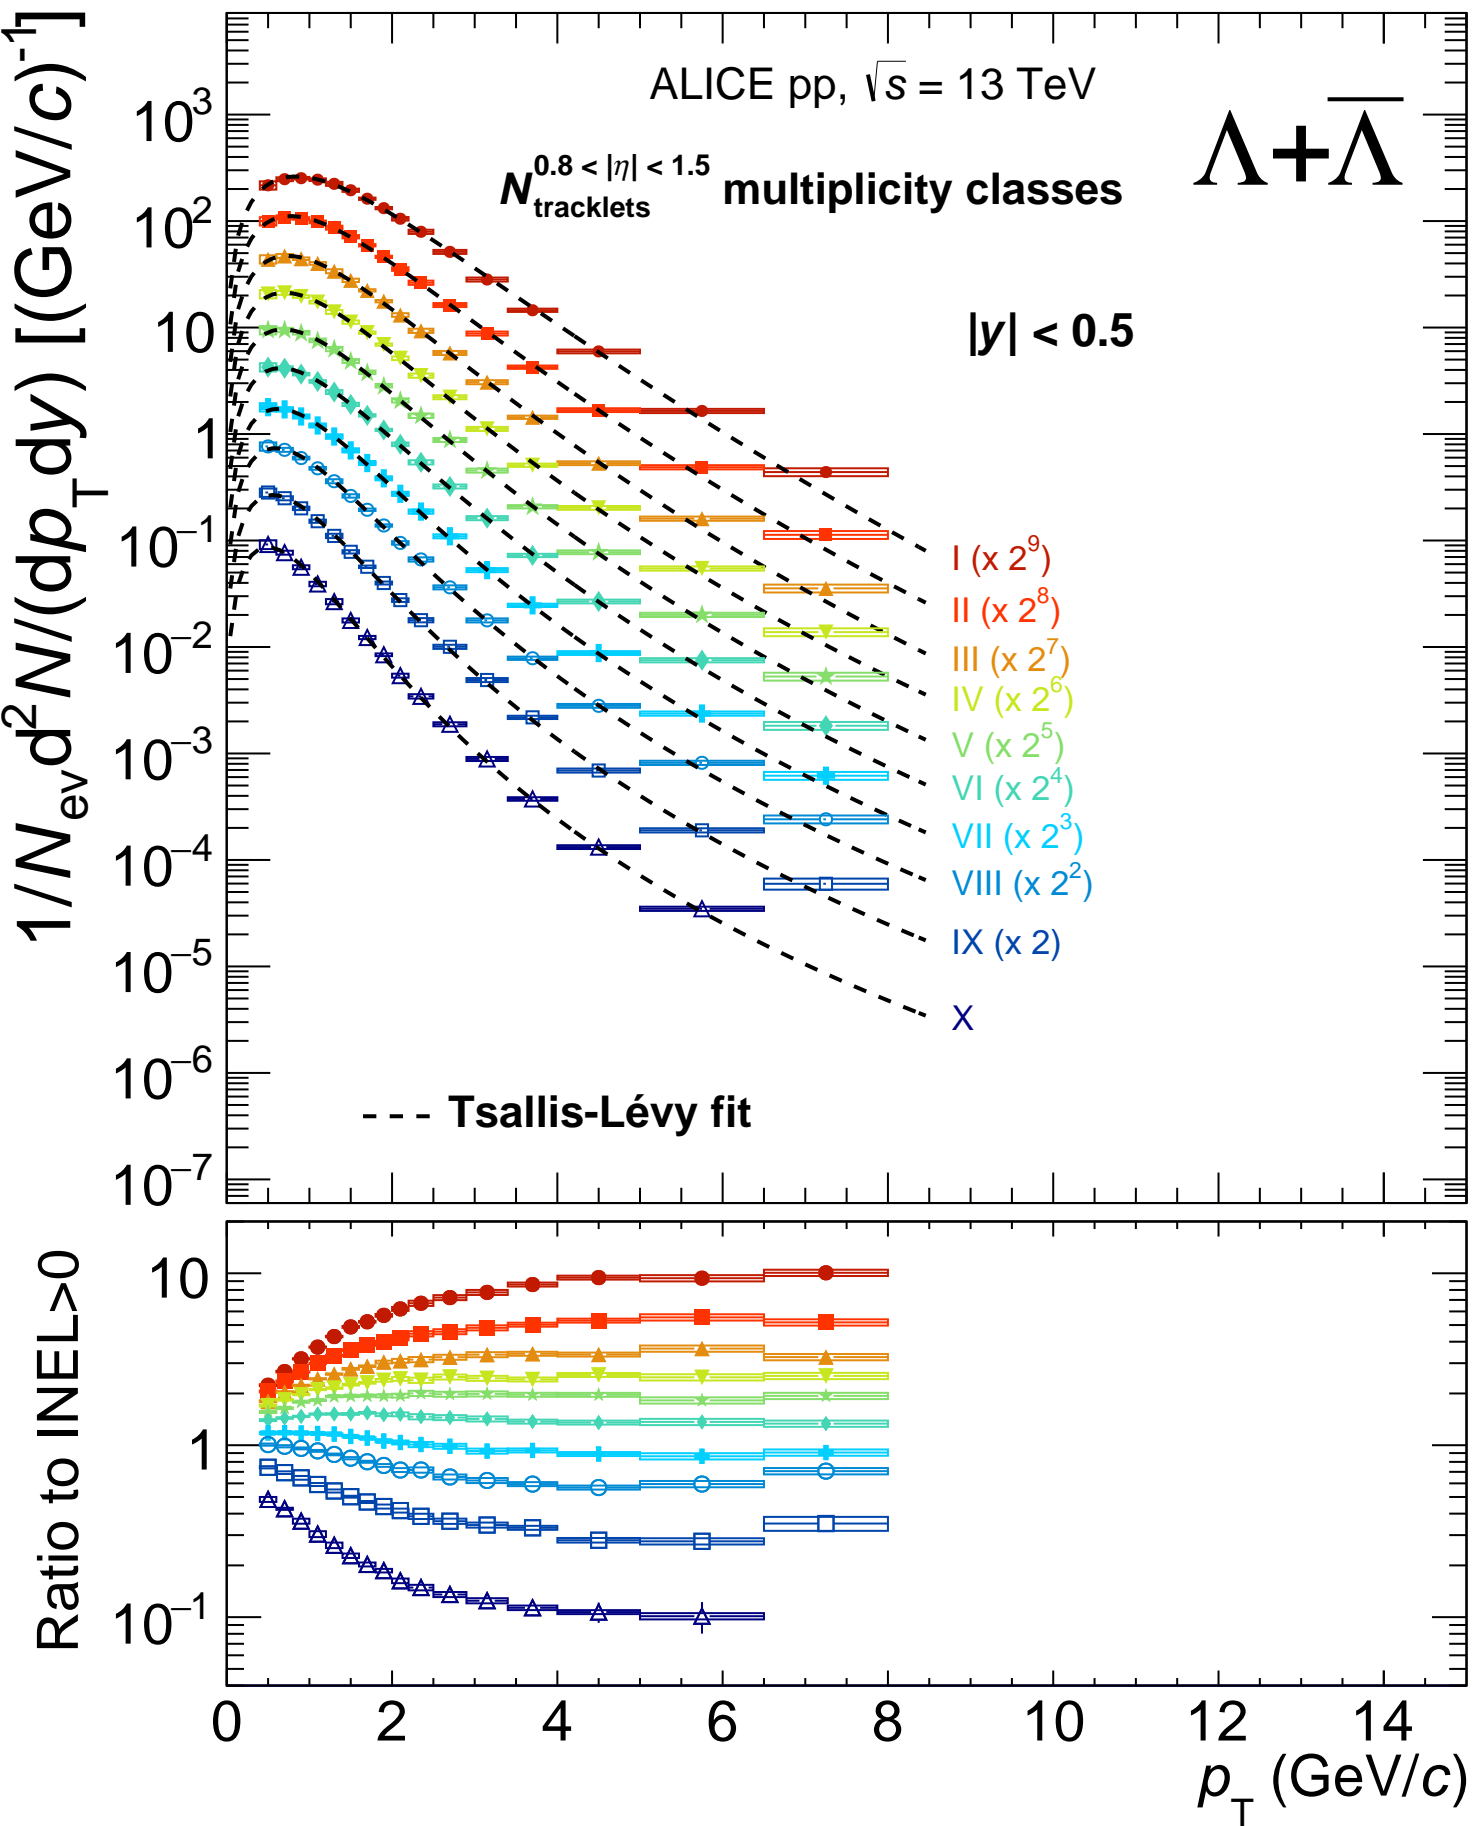 1/N_ev d²N/(dp_T dy) [(GeV/c)⁻¹]
ALICE pp, √s = 13 TeV
Λ+Λ̅
N_tracklets^{0.8 < |η| < 1.5} multiplicity classes
|y| < 0.5
10³
10²
10
1
10⁻¹
10⁻²
10⁻³
10⁻⁴
10⁻⁵
10⁻⁶
10⁻⁷
I (x 2⁹)
II (x 2⁸)
III (x 2⁷)
IV (x 2⁶)
V (x 2⁵)
VI (x 2⁴)
VII (x 2³)
VIII (x 2²)
IX (x 2)
X
Tsallis-Lévy fit
Ratio to INEL>0
10
1
10⁻¹
0 2 4 6 8 10 12 14
p_T (GeV/c)